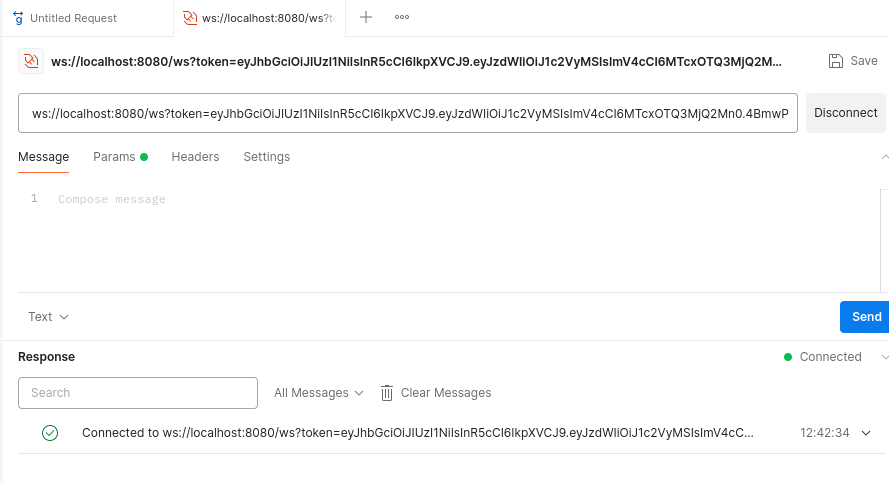 Untitled Request
ws://localhost:8080/ws?t
ws://localhost:8080/ws?token=eyJhbGciOiJIUzI1NiIsInR5cCI6IkpXVCJ9.eyJzdWIiOiJ1c2VyMSIsImV4cCI6MTcxOTQ3MjQ2M...
Save
ws://localhost:8080/ws?token=eyJhbGciOiJIUzI1NiIsInR5cCI6IkpXVCJ9.eyJzdWIiOiJ1c2VyMSIsImV4cCI6MTcxOTQ3MjQ2Mn0.4BmwP
Disconnect
Message Params Headers Settings
1 Compose message
Text
Send
Response
Connected
Search
All Messages
Clear Messages
Connected to ws://localhost:8080/ws?token=eyJhbGciOiJIUzI1NiIsInR5cCI6IkpXVCJ9.eyJzdWIiOiJ1c2VyMSIsImV4cC...
12:42:34